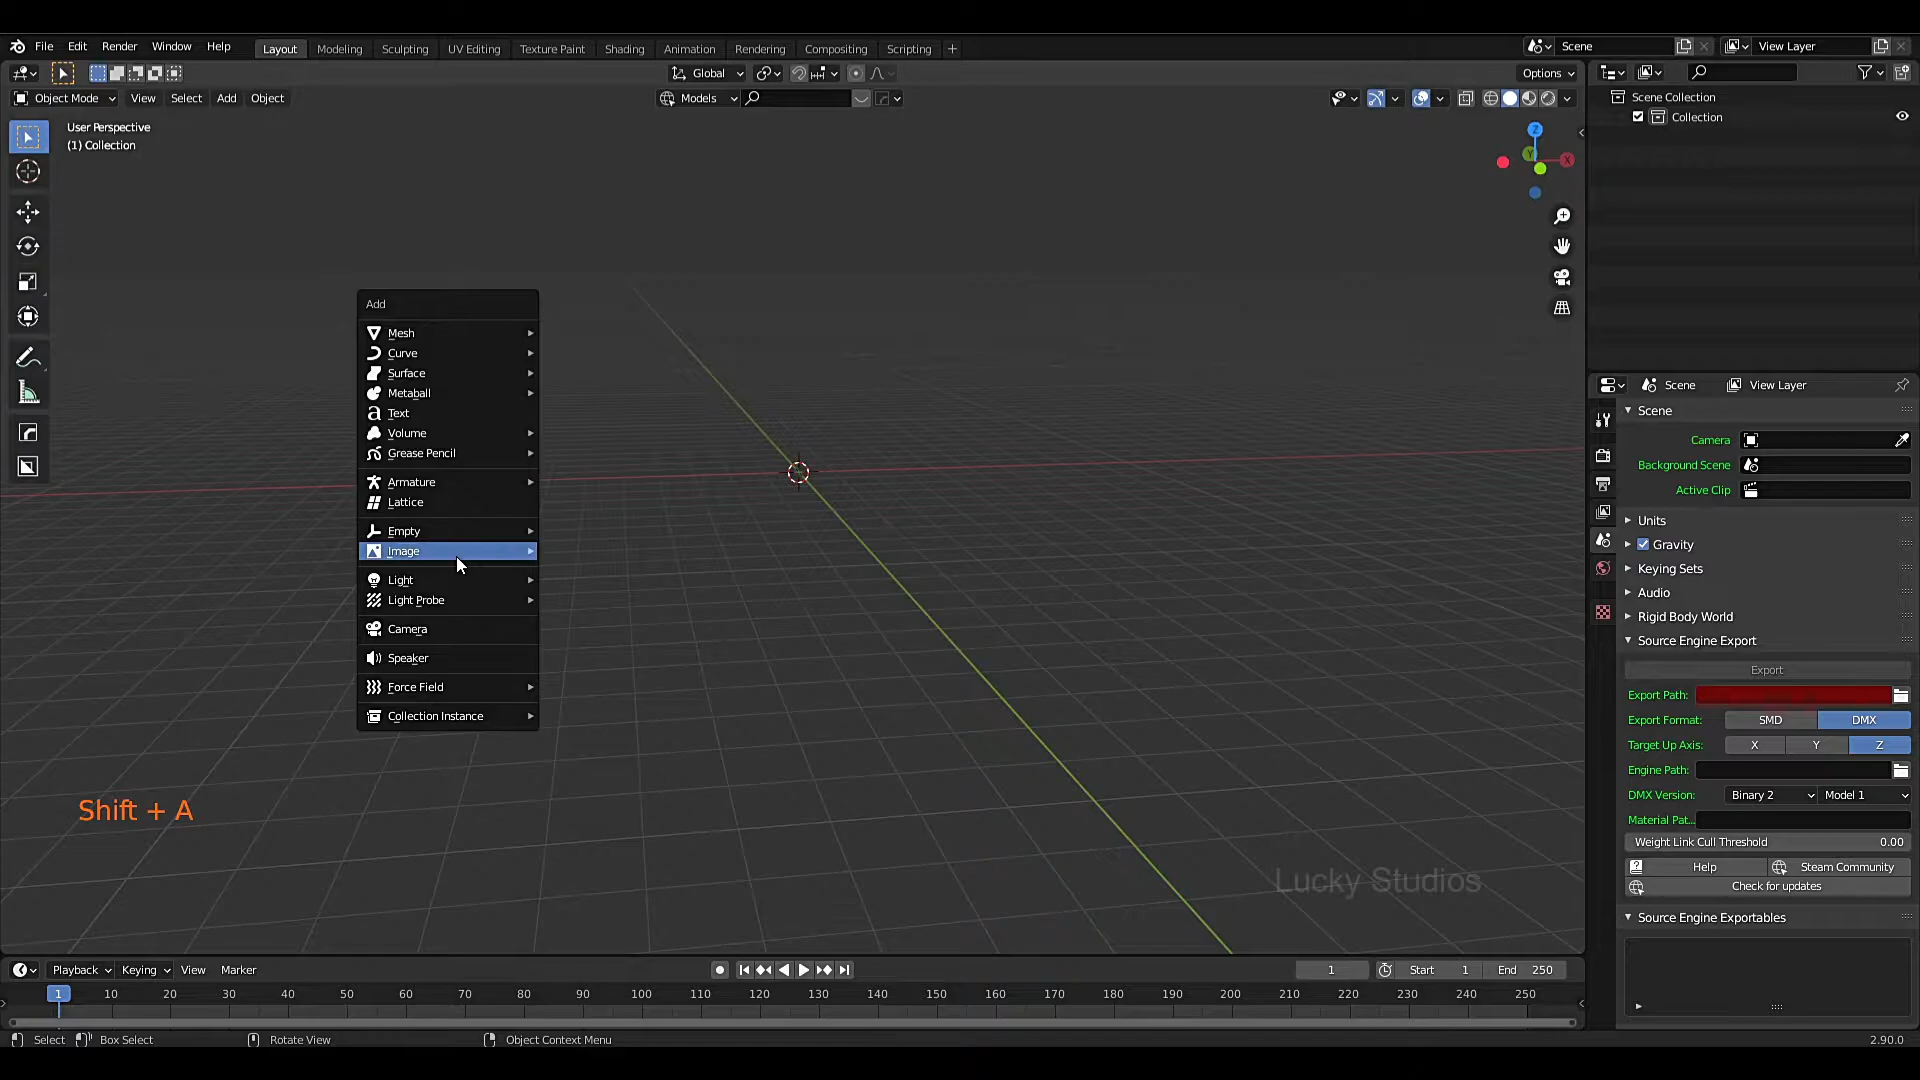 File Edit Render Window Help Layout Modeling Sculpting UV Editing Texture Paint Shading Animation Rendering Compositing Scripting + Scene View Layer
Global Options
Object Mode View Select Add Object Models
User Perspective
(1) Collection
Z
Y
X
Scene Collection
Collection
Add
Mesh
Curve
Surface
Metaball
Text
Volume
Grease Pencil
Armature
Lattice
Empty
Image
Light
Light Probe
Camera
Speaker
Force Field
Collection Instance
Shift + A
Lucky Studios
Scene View Layer
Scene
Camera
Background Scene
Active Clip
Units
Gravity
Keying Sets
Audio
Rigid Body World
Source Engine Export
Export
Export Path:
Export Format: SMD DMX
Target Up Axis: X Y Z
Engine Path:
DMX Version: Binary 2 Model 1
Material Pat...
Weight Link Cull Threshold 0.00
Help Steam Community
Check for updates
Source Engine Exportables
Playback Keying View Marker 1 Start 1 End 250
1 10 20 30 40 50 60 70 80 90 100 110 120 130 140 150 160 170 180 190 200 210 220 230 240 250
Select Box Select Rotate View Object Context Menu 2.90.0